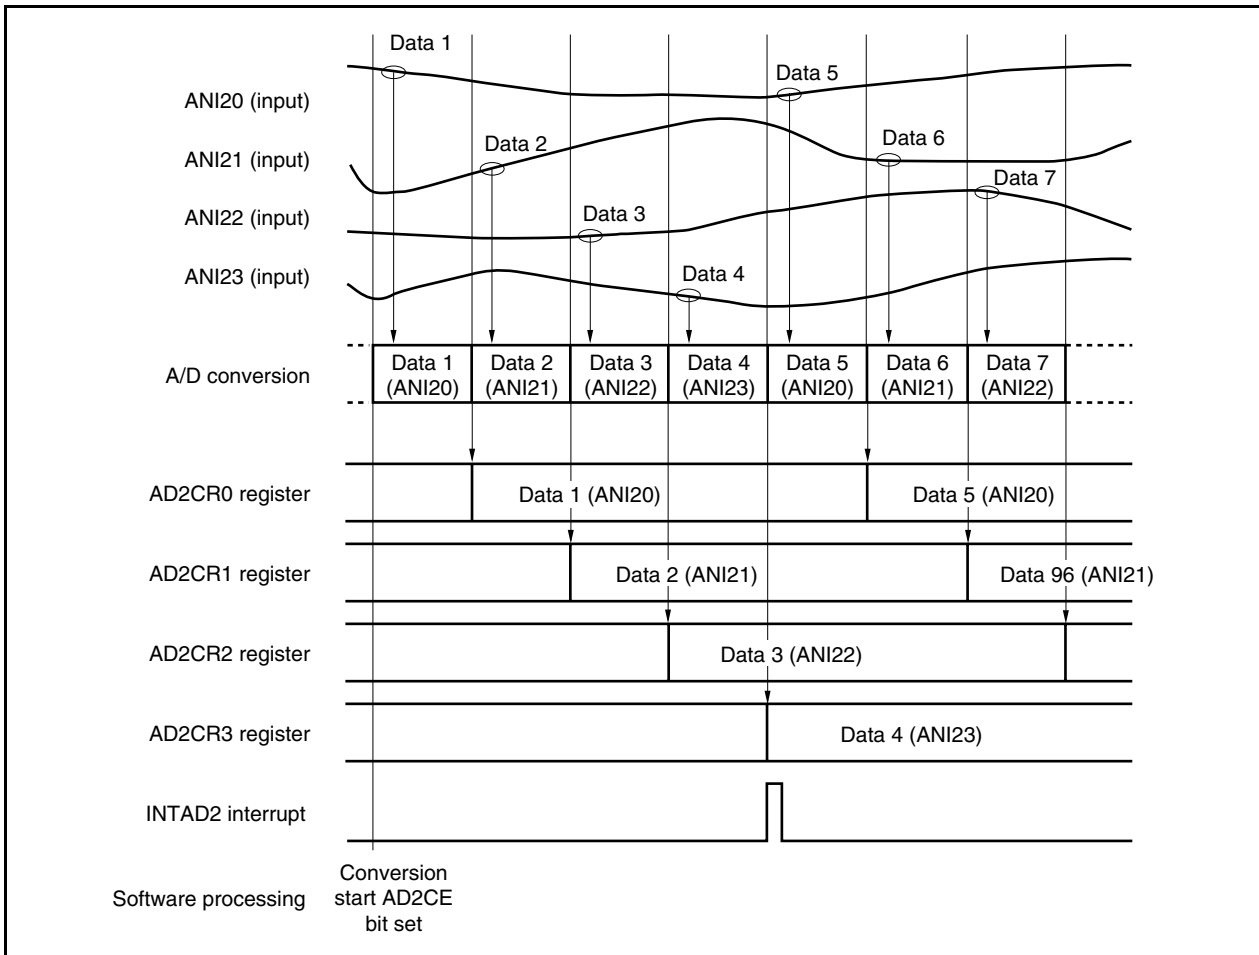 Data 1
Data 5
ANI20 (input)
Data 2
Data 6
ANI21 (input)
Data 7
ANI22 (input)
Data 3
ANI23 (input)
Data 4
A/D conversion
Data 1
(ANI20)
Data 2
(ANI21)
Data 3
(ANI22)
Data 4
(ANI23)
Data 5
(ANI20)
Data 6
(ANI21)
Data 7
(ANI22)
AD2CR0 register
Data 1 (ANI20)
Data 5 (ANI20)
AD2CR1 register
Data 2 (ANI21)
Data 96 (ANI21)
AD2CR2 register
Data 3 (ANI22)
AD2CR3 register
Data 4 (ANI23)
INTAD2 interrupt
Software processing
Conversion
start AD2CE
bit set